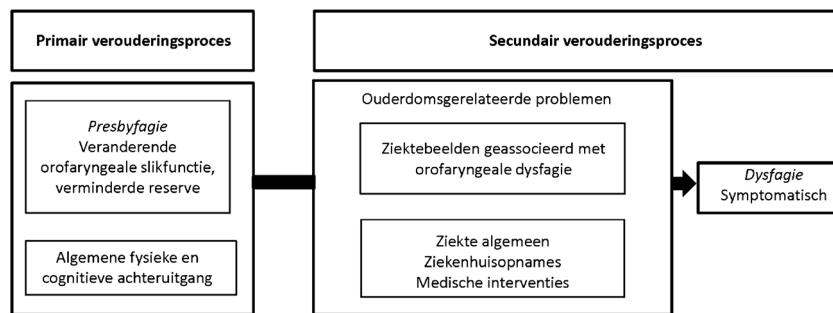 Primair verouderingsproces
Secundair verouderingsproces
Presbyfagie
Veranderende
orofaryngeale slikfunctie,
verminderde reserve
Algemene fysieke en
cognitieve achteruitgang
Ouderdomsgerelateerde problemen
Ziektebeelden geassocieerd met
orofaryngeale dysfagie
Ziekte algemeen
Ziekenhuisopnames
Medische interventies
Dysfagie
Symptomatisch